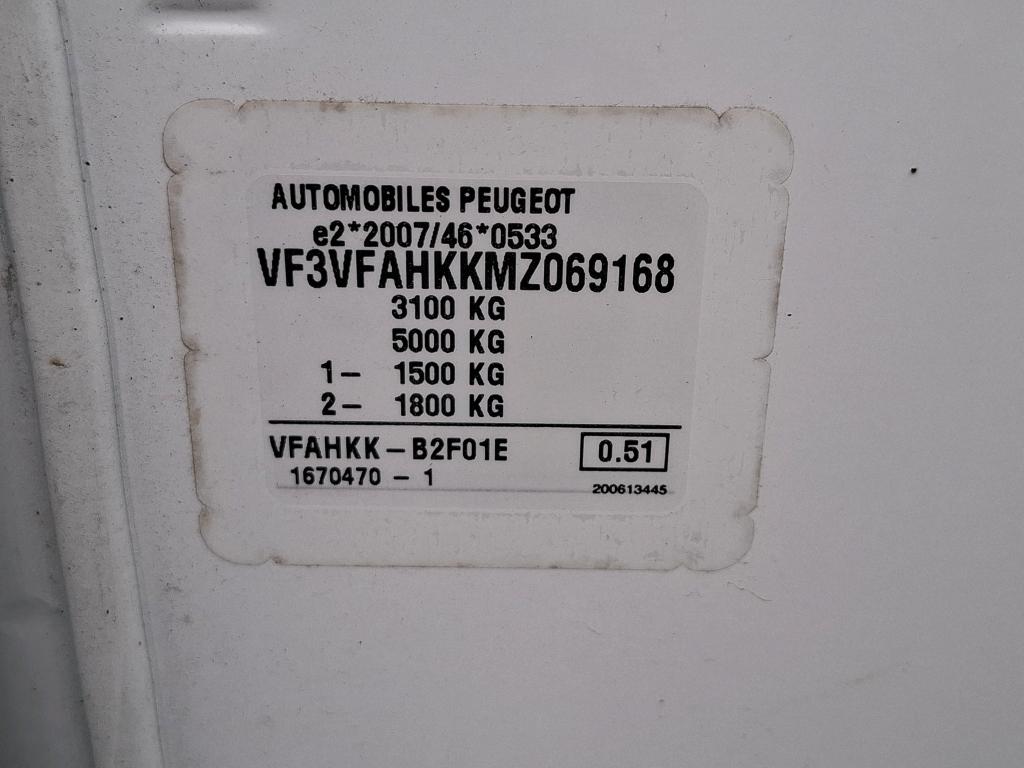 AUTOMOBILES PEUGEOT
e2*2007/46*0533
VF3VFAHKKMZ069168
3100 KG
5000 KG
1- 1500 KG
2- 1800 KG
VFAHKK-B2F01E 0.51
1670470 - 1
200613445